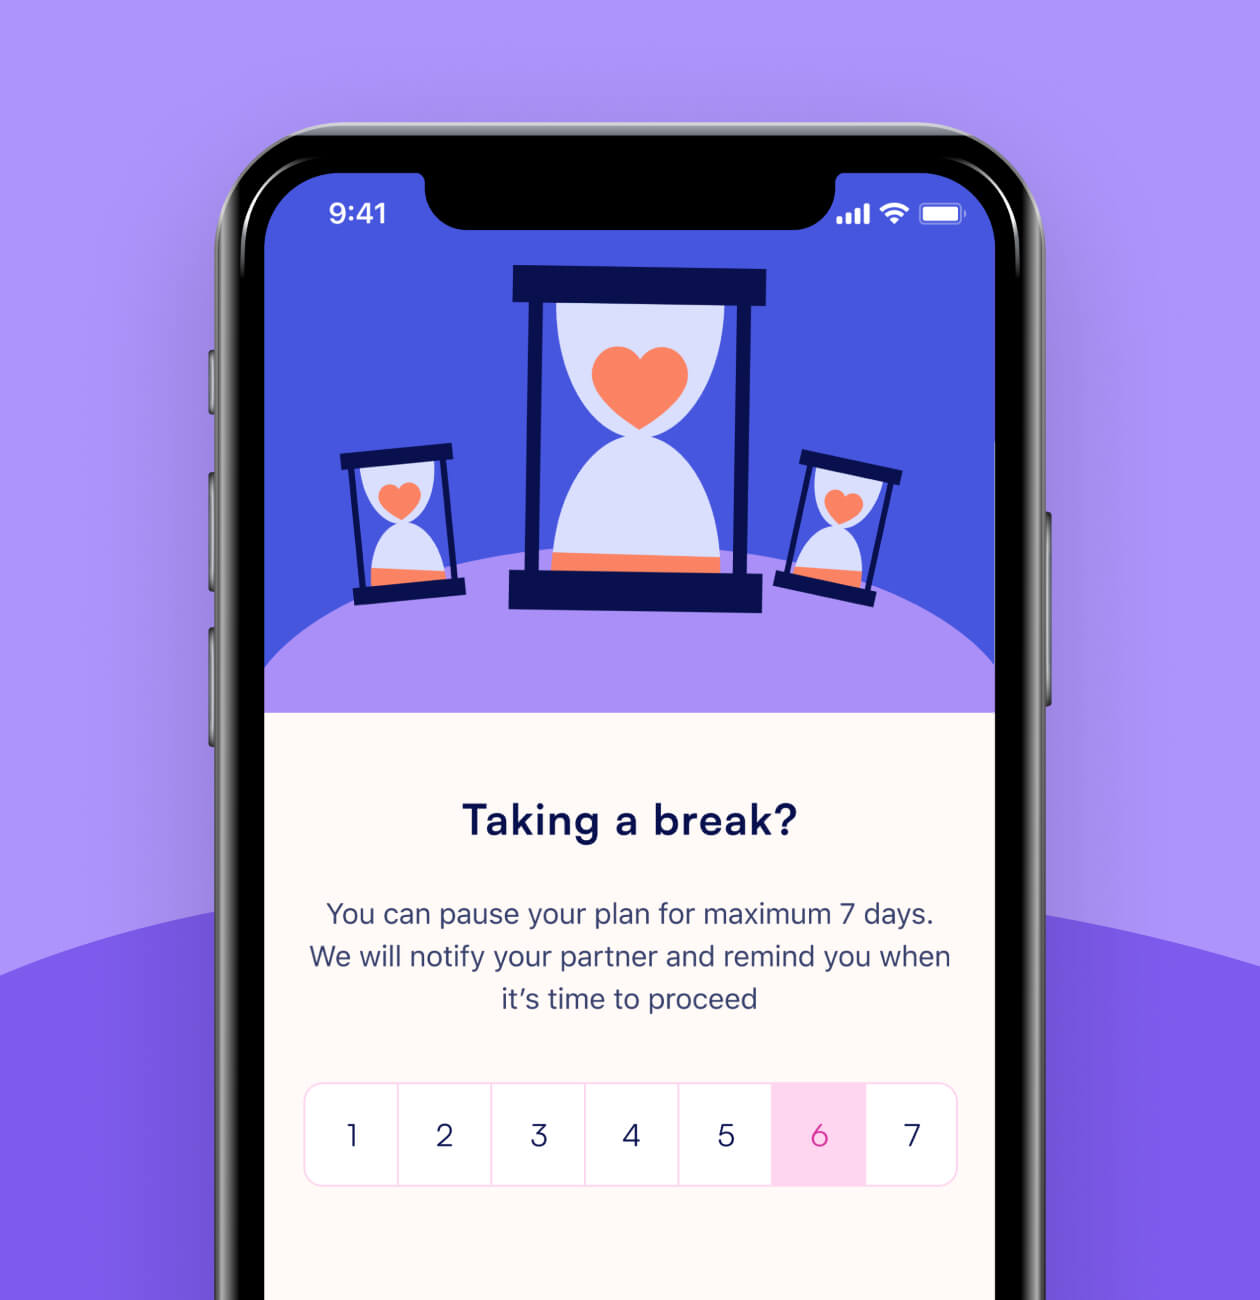 9:41
Taking a break?
You can pause your plan for maximum 7 days.
We will notify your partner and remind you when
it’s time to proceed
1 2 3 4 5 6 7